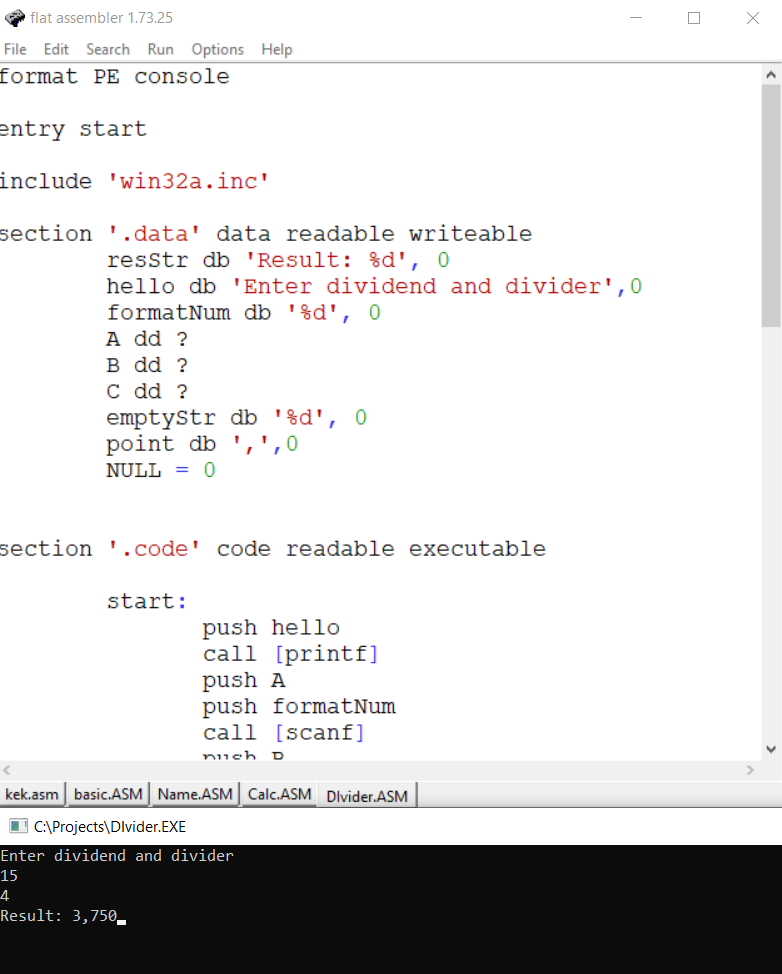 flat assembler 1.73.25
File Edit Search Run Options Help
format PE console
entry start
include 'win32a.inc'
section '.data' data readable writeable
resStr db 'Result: %d', 0
hello db 'Enter dividend and divider',0
formatNum db '%d', 0
A dd ?
B dd ?
C dd ?
emptyStr db '%d', 0
point db ',',0
NULL = 0
section '.code' code readable executable
start:
push hello
call [printf]
push A
push formatNum
call [scanf]
push B
kek.asm basic.ASM Name.ASM Calc.ASM DIvider.ASM
C:\Projects\DIvider.EXE
Enter dividend and divider
15
4
Result: 3,750